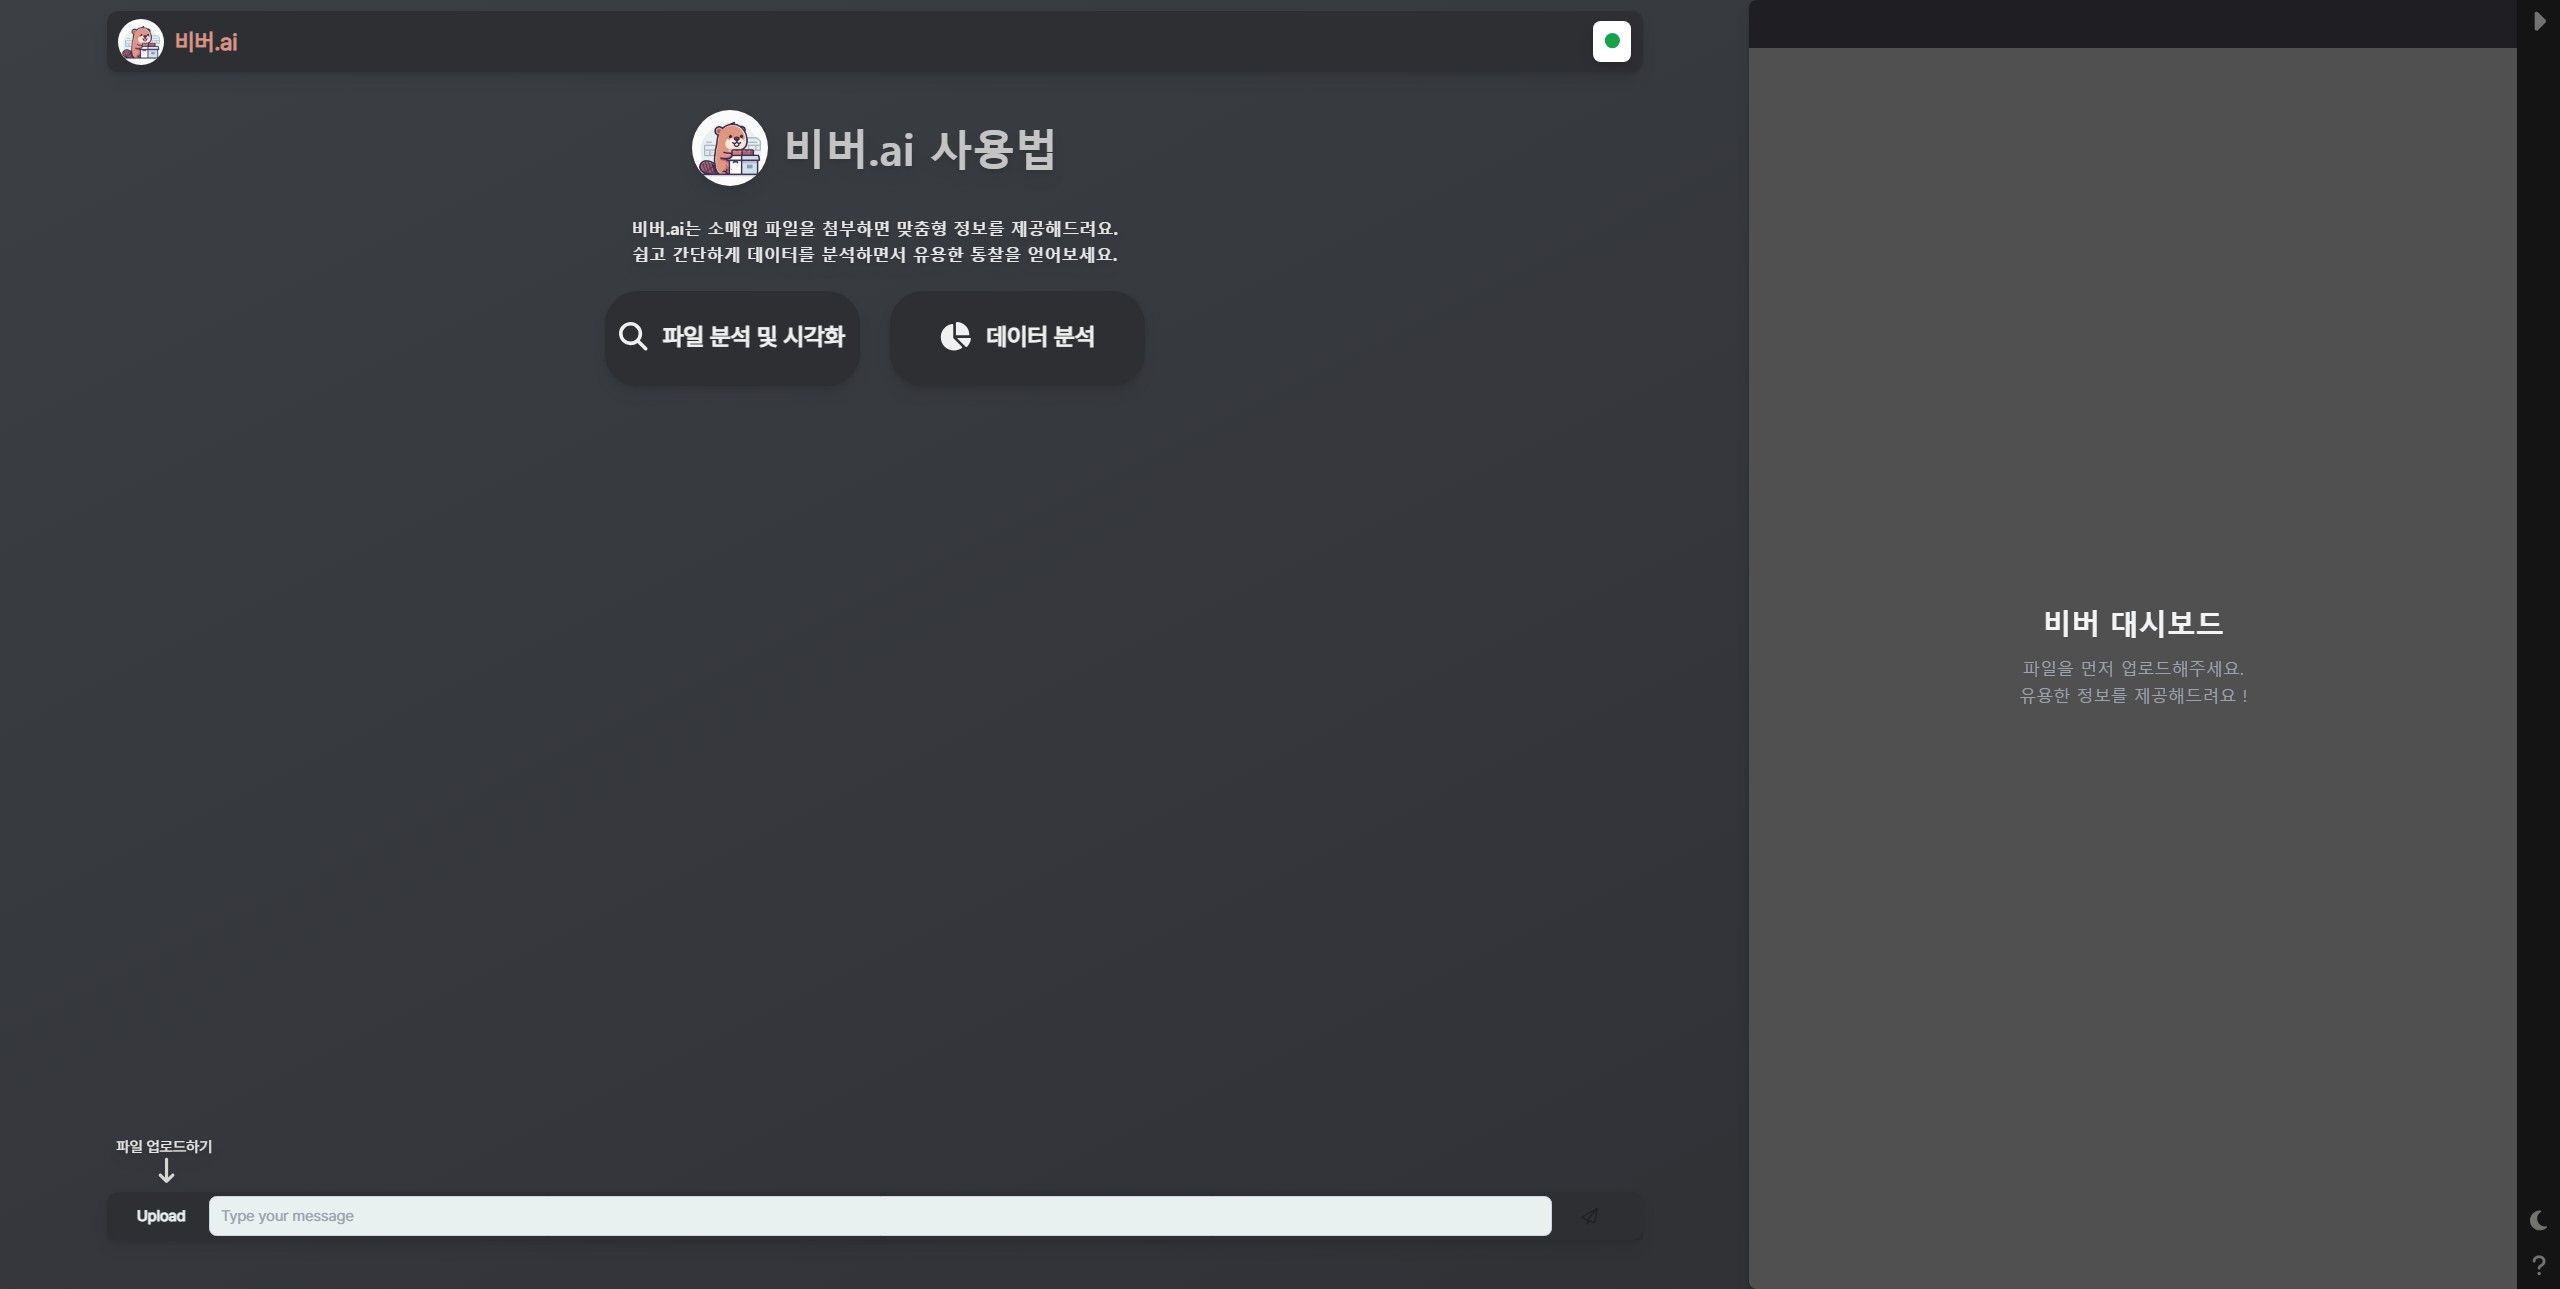 비버.ai
비버.ai 사용법
비버.ai는 소매업 파일을 첨부하면 맞춤형 정보를 제공해드려요.
쉽고 간단하게 데이터를 분석하면서 유용한 통찰을 얻어보세요.
파일 분석 및 시각화
데이터 분석
파일 업로드하기
Upload
Type your message
비버 대시보드
파일을 먼저 업로드해주세요.
유용한 정보를 제공해드려요 !
?